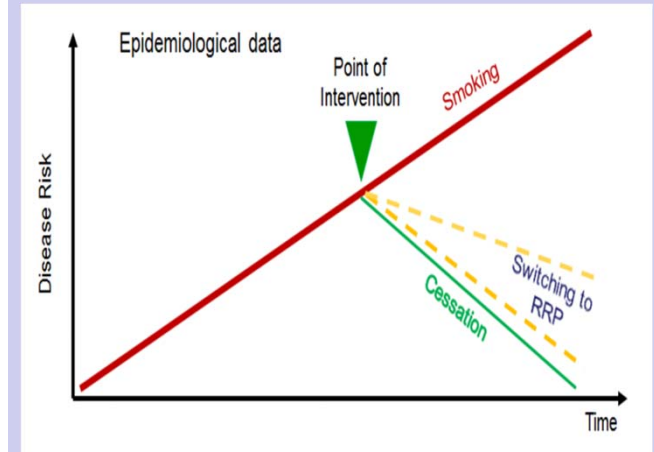 Epidemiological data
Point of
Intervention
Smoking
Disease Risk
Switching to
RRP
Cessation
Time